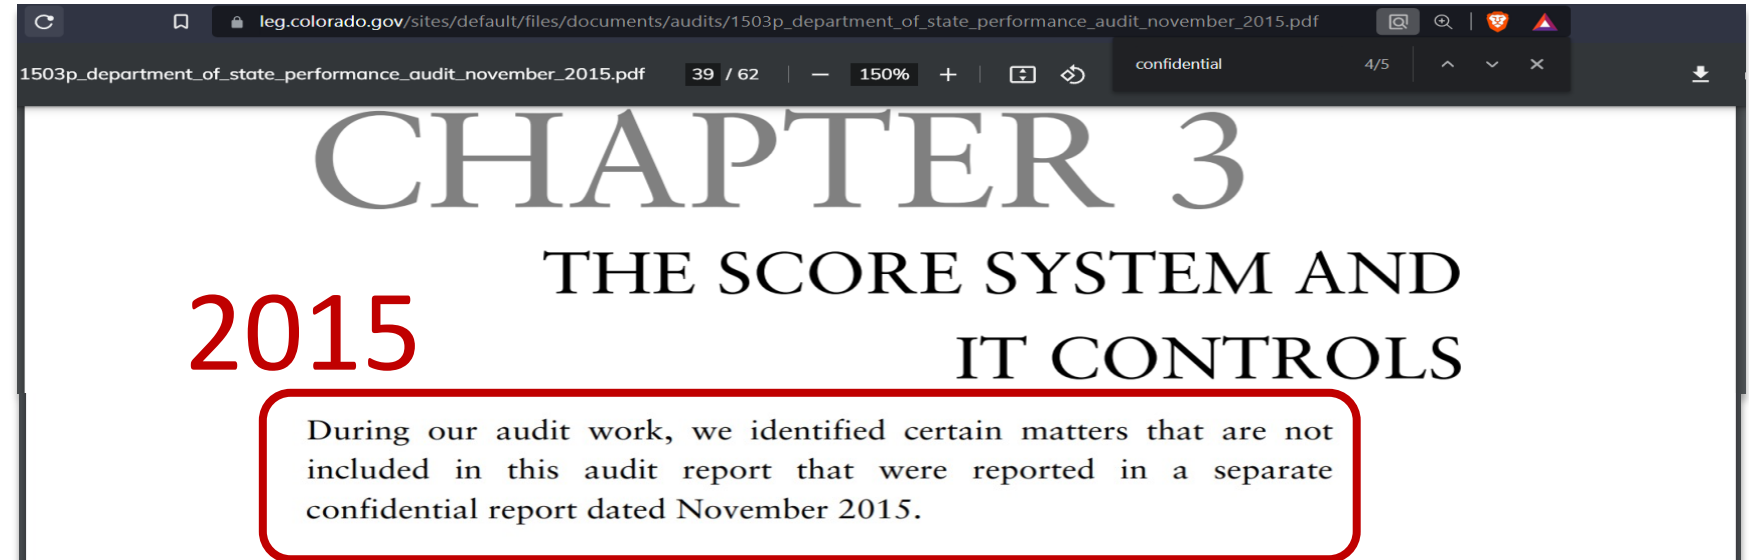 leg.colorado.gov/sites/default/files/documents/audits/1503p_department_of_state_performance_audit_november_2015.pdf
1503p_department_of_state_performance_audit_november_2015.pdf 39 / 62 — 150% + confidential 4/5
CHAPTER 3
THE SCORE SYSTEM AND
2015
IT CONTROLS
During our audit work, we identified certain matters that are not
included in this audit report that were reported in a separate
confidential report dated November 2015.